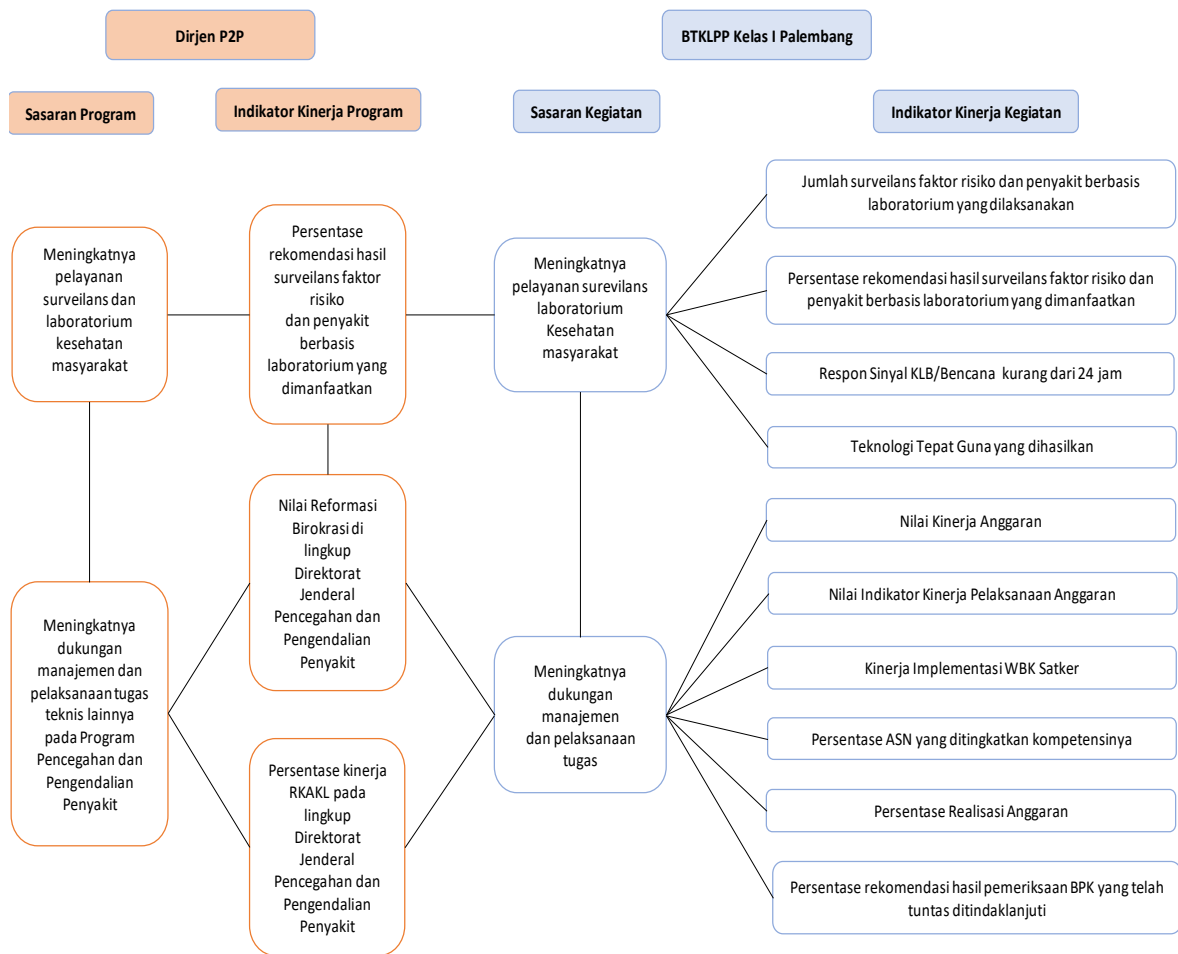 Dirjen P2P
BTKLPP Kelas I Palembang
Sasaran Program
Indikator Kinerja Program
Sasaran Kegiatan
Indikator Kinerja Kegiatan
Meningkatnya
pelayanan
surveilans dan
laboratorium
kesehatan
masyarakat
Persentase
rekomendasi hasil
surveilans faktor
risiko
dan penyakit
berbasis
laboratorium yang
dimanfaatkan
Meningkatnya
pelayanan surevilans
laboratorium
Kesehatan
masyarakat
Jumlah surveilans faktor risiko dan penyakit berbasis
laboratorium yang dilaksanakan
Persentase rekomendasi hasil surveilans faktor risiko dan
penyakit berbasis laboratorium yang dimanfaatkan
Respon Sinyal KLB/Bencana kurang dari 24 jam
Teknologi Tepat Guna yang dihasilkan
Meningkatnya
dukungan
manajemen dan
pelaksanaan tugas
teknis lainnya
pada Program
Pencegahan dan
Pengendalian
Penyakit
Nilai Reformasi
Birokrasi di
lingkup
Direktorat
Jenderal
Pencegahan dan
Pengendalian
Penyakit
Persentase kinerja
RKAKL pada
lingkup
Direktorat
Jenderal
Pencegahan dan
Pengendalian
Penyakit
Meningkatnya
dukungan
manajemen
dan pelaksanaan
tugas
Nilai Kinerja Anggaran
Nilai Indikator Kinerja Pelaksanaan Anggaran
Kinerja Implementasi WBK Satker
Persentase ASN yang ditingkatkan kompetensinya
Persentase Realisasi Anggaran
Persentase rekomendasi hasil pemeriksaan BPK yang telah
tuntas ditindaklanjuti